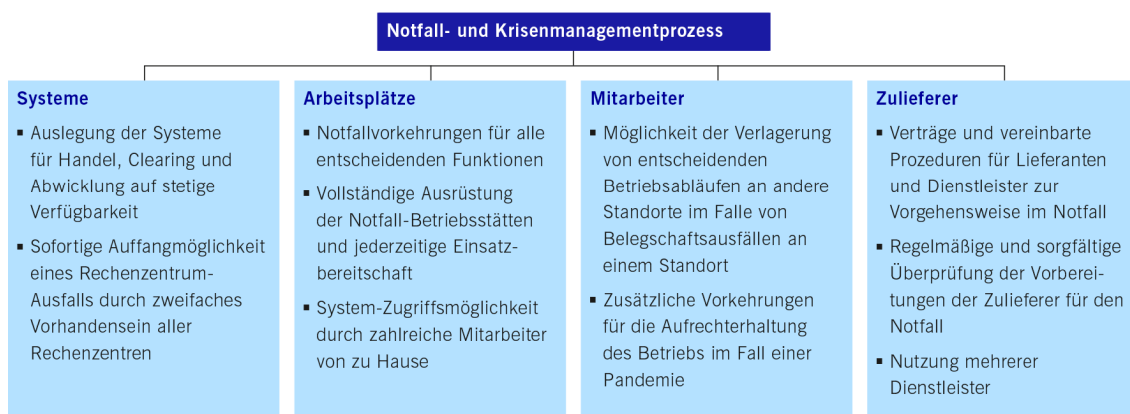 Notfall- und Krisenmanagementprozess
Systeme
▪ Auslegung der Systeme
für Handel, Clearing und
Abwicklung auf stetige
Verfügbarkeit
▪ Sofortige Auffangmöglichkeit
eines Rechenzentrum-
Ausfalls durch zweifaches
Vorhandensein aller
Rechenzentren
Arbeitsplätze
▪ Notfallvorkehrungen für alle
entscheidenden Funktionen
▪ Vollständige Ausrüstung
der Notfall-Betriebsstätten
und jederzeitige Einsatz-
bereitschaft
▪ System-Zugriffsmöglichkeit
durch zahlreiche Mitarbeiter
von zu Hause
Mitarbeiter
▪ Möglichkeit der Verlagerung
von entscheidenden
Betriebsabläufen an andere
Standorte im Falle von
Belegschaftsausfällen an
einem Standort
▪ Zusätzliche Vorkehrungen
für die Aufrechterhaltung
des Betriebs im Fall einer
Pandemie
Zulieferer
▪ Verträge und vereinbarte
Prozeduren für Lieferanten
und Dienstleister zur
Vorgehensweise im Notfall
▪ Regelmäßige und sorgfältige
Überprüfung der Vorberei-
tungen der Zulieferer für den
Notfall
▪ Nutzung mehrerer
Dienstleister